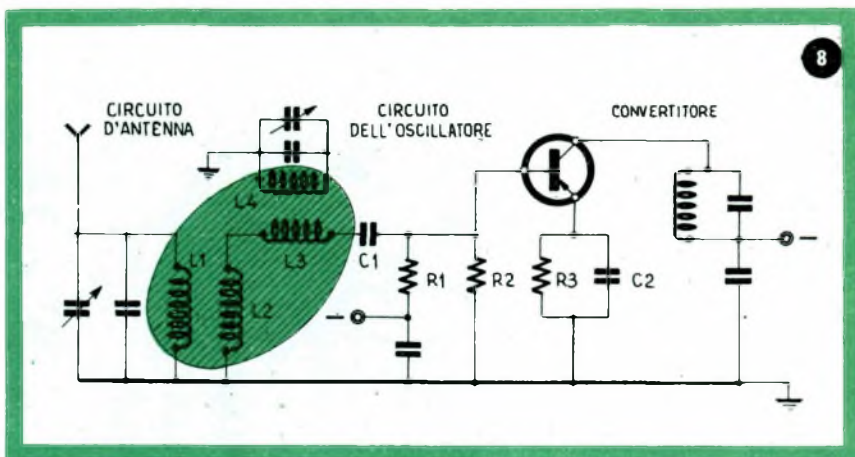 8
CIRCUITO
D'ANTENNA
CIRCUITO
DELL'OSCILLATORE
CONVERTITORE
L4
L1
L2
L3
C1
R1
R2
R3
C2
−
−